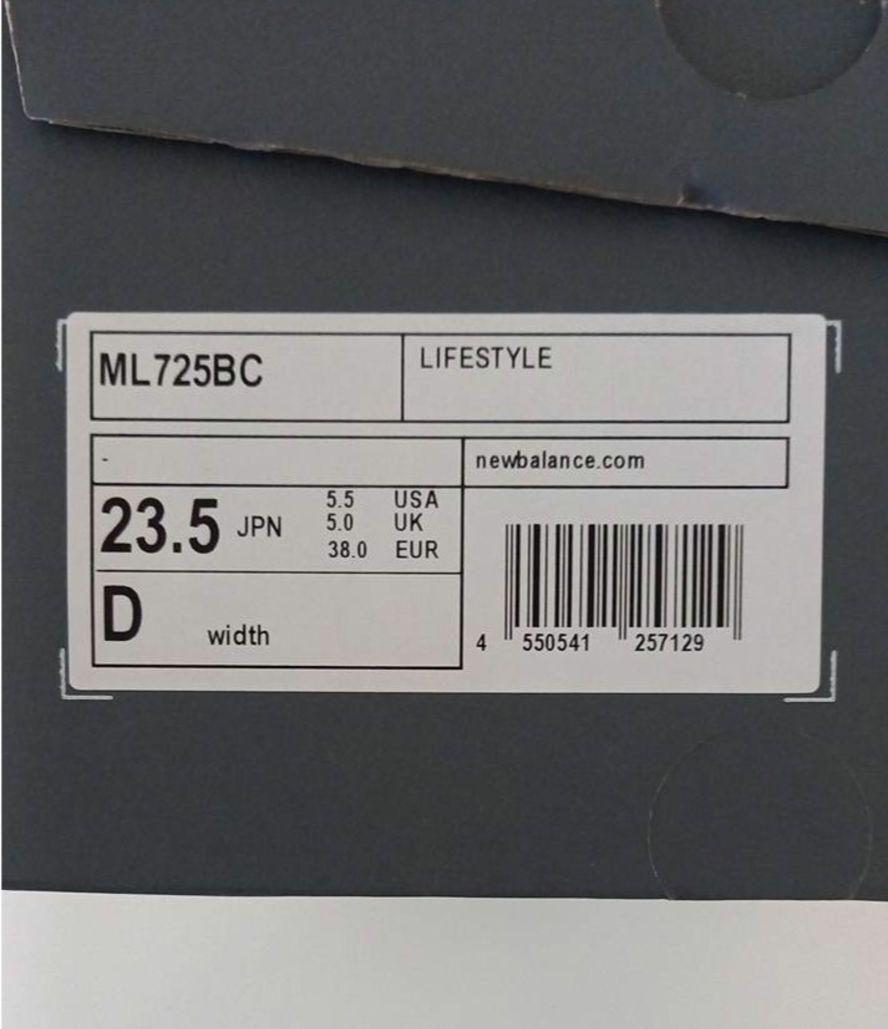 ML725BC
LIFESTYLE
-
newbalance.com
23.5 JPN
5.5 USA
5.0 UK
38.0 EUR
D width
4 550541 257129